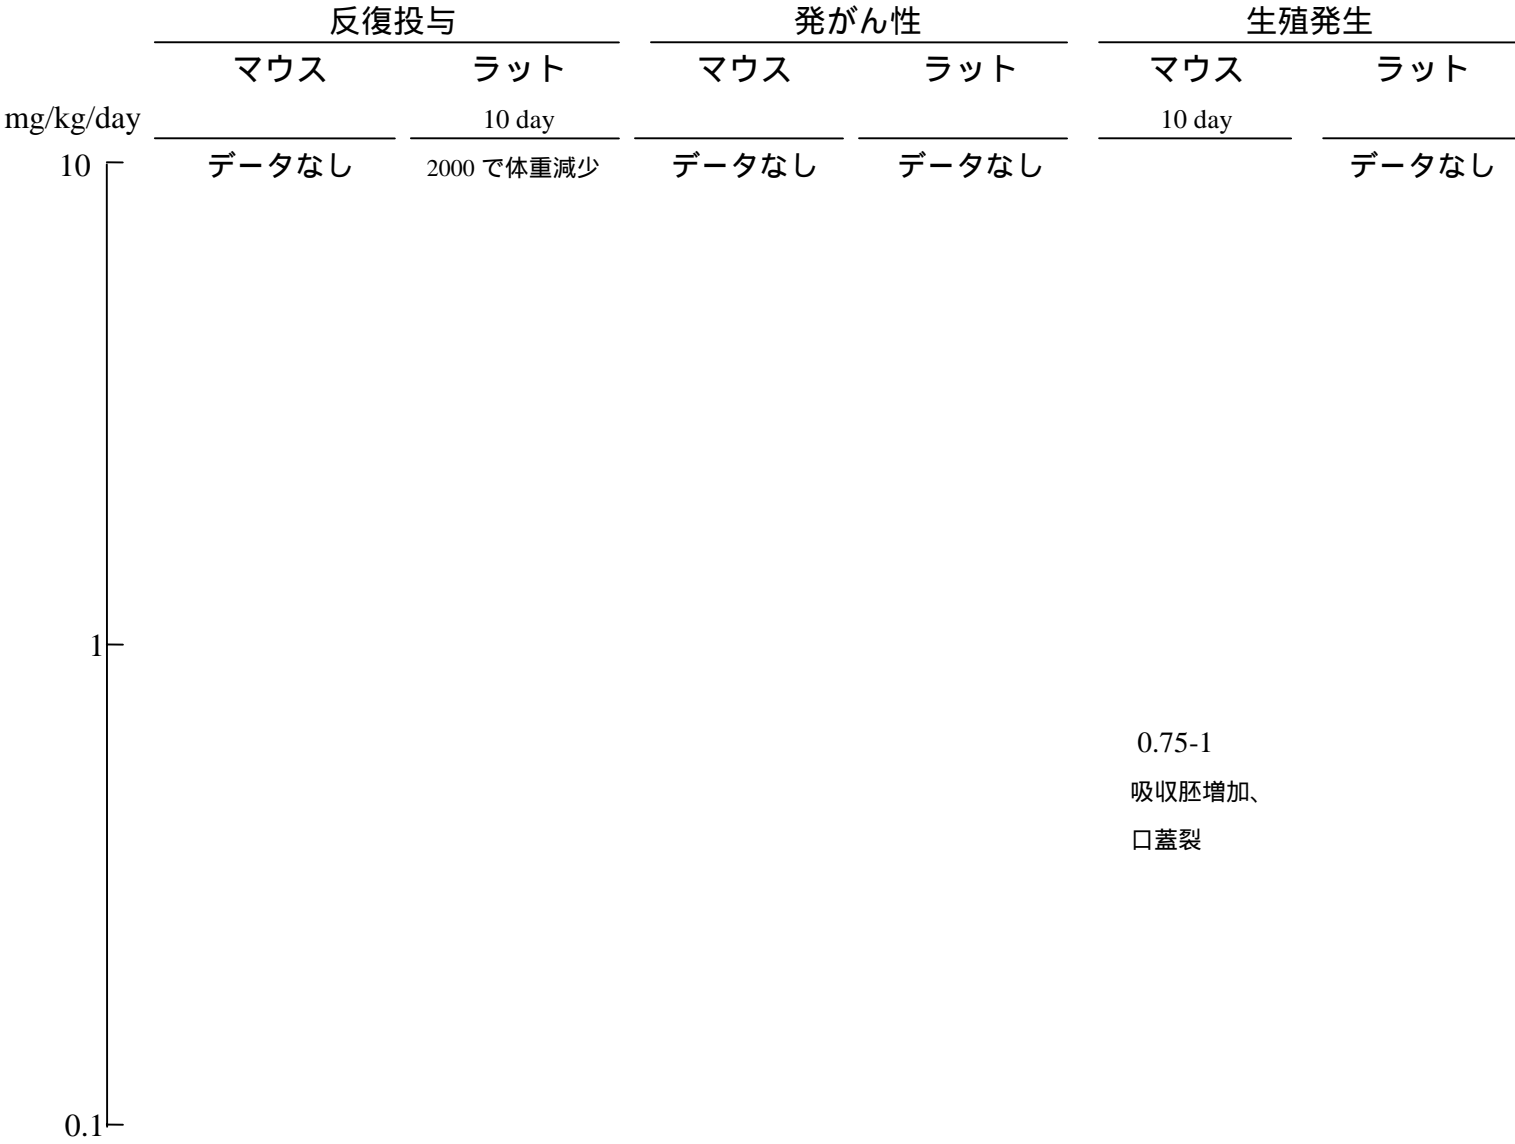 反復投与 発がん性 生殖発生
マウス ラット マウス ラット マウス ラット
mg/kg/day 10 day 10 day
10 データなし 2000 で体重減少 データなし データなし データなし
1
0.75-1
吸収胚増加、
口蓋裂
0.1